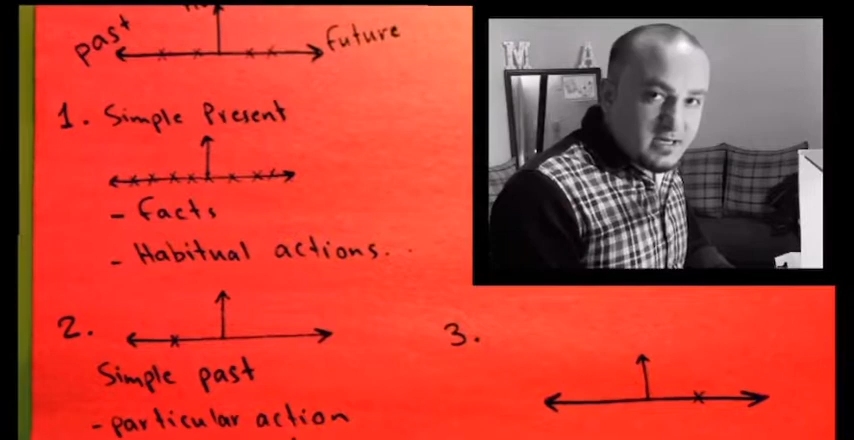 past
future
1. Simple Present
- facts
- Habitual actions...
2.
Simple past
- particular action
3.
M A